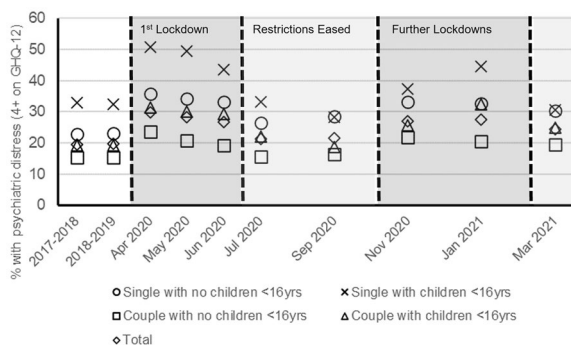 1st Lockdown
Restrictions Eased
Further Lockdowns
% with psychiatric distress (4+ on GHQ-12)
60
50
40
30
20
10
0
2017-2018
2018-2019
Apr 2020
May 2020
Jun 2020
Jul 2020
Sep 2020
Nov 2020
Jan 2021
Mar 2021
Single with no children <16yrs
Single with children <16yrs
Couple with no children <16yrs
Couple with children <16yrs
Total